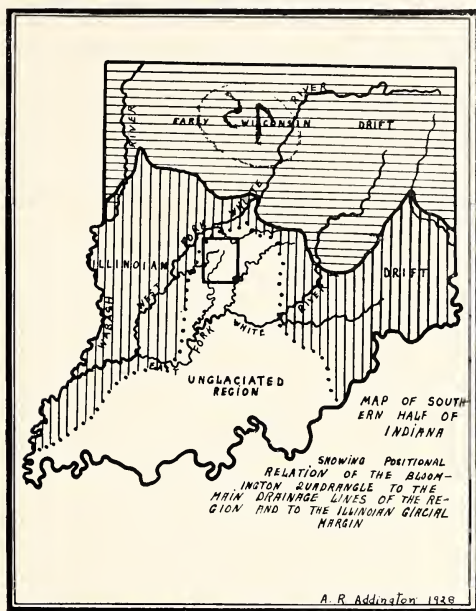 RIVER
RIVER
EARLY WISCONSIN DRIFT
WEST FORK WHITE
ILLINOIAN DRIFT
WABASH
EAST FORK WHITE RIVER
UNGLACIATED
REGION
MAP OF SOUTH-
ERN HALF OF
INDIANA
SHOWING POSITIONAL
RELATION OF THE BLOOM-
INGTON QUADRANGLE TO THE
MAIN DRAINAGE LINES OF THE RE-
GION AND TO THE ILLINOIAN GLACIAL
MARGIN
A. R. Addington 1928